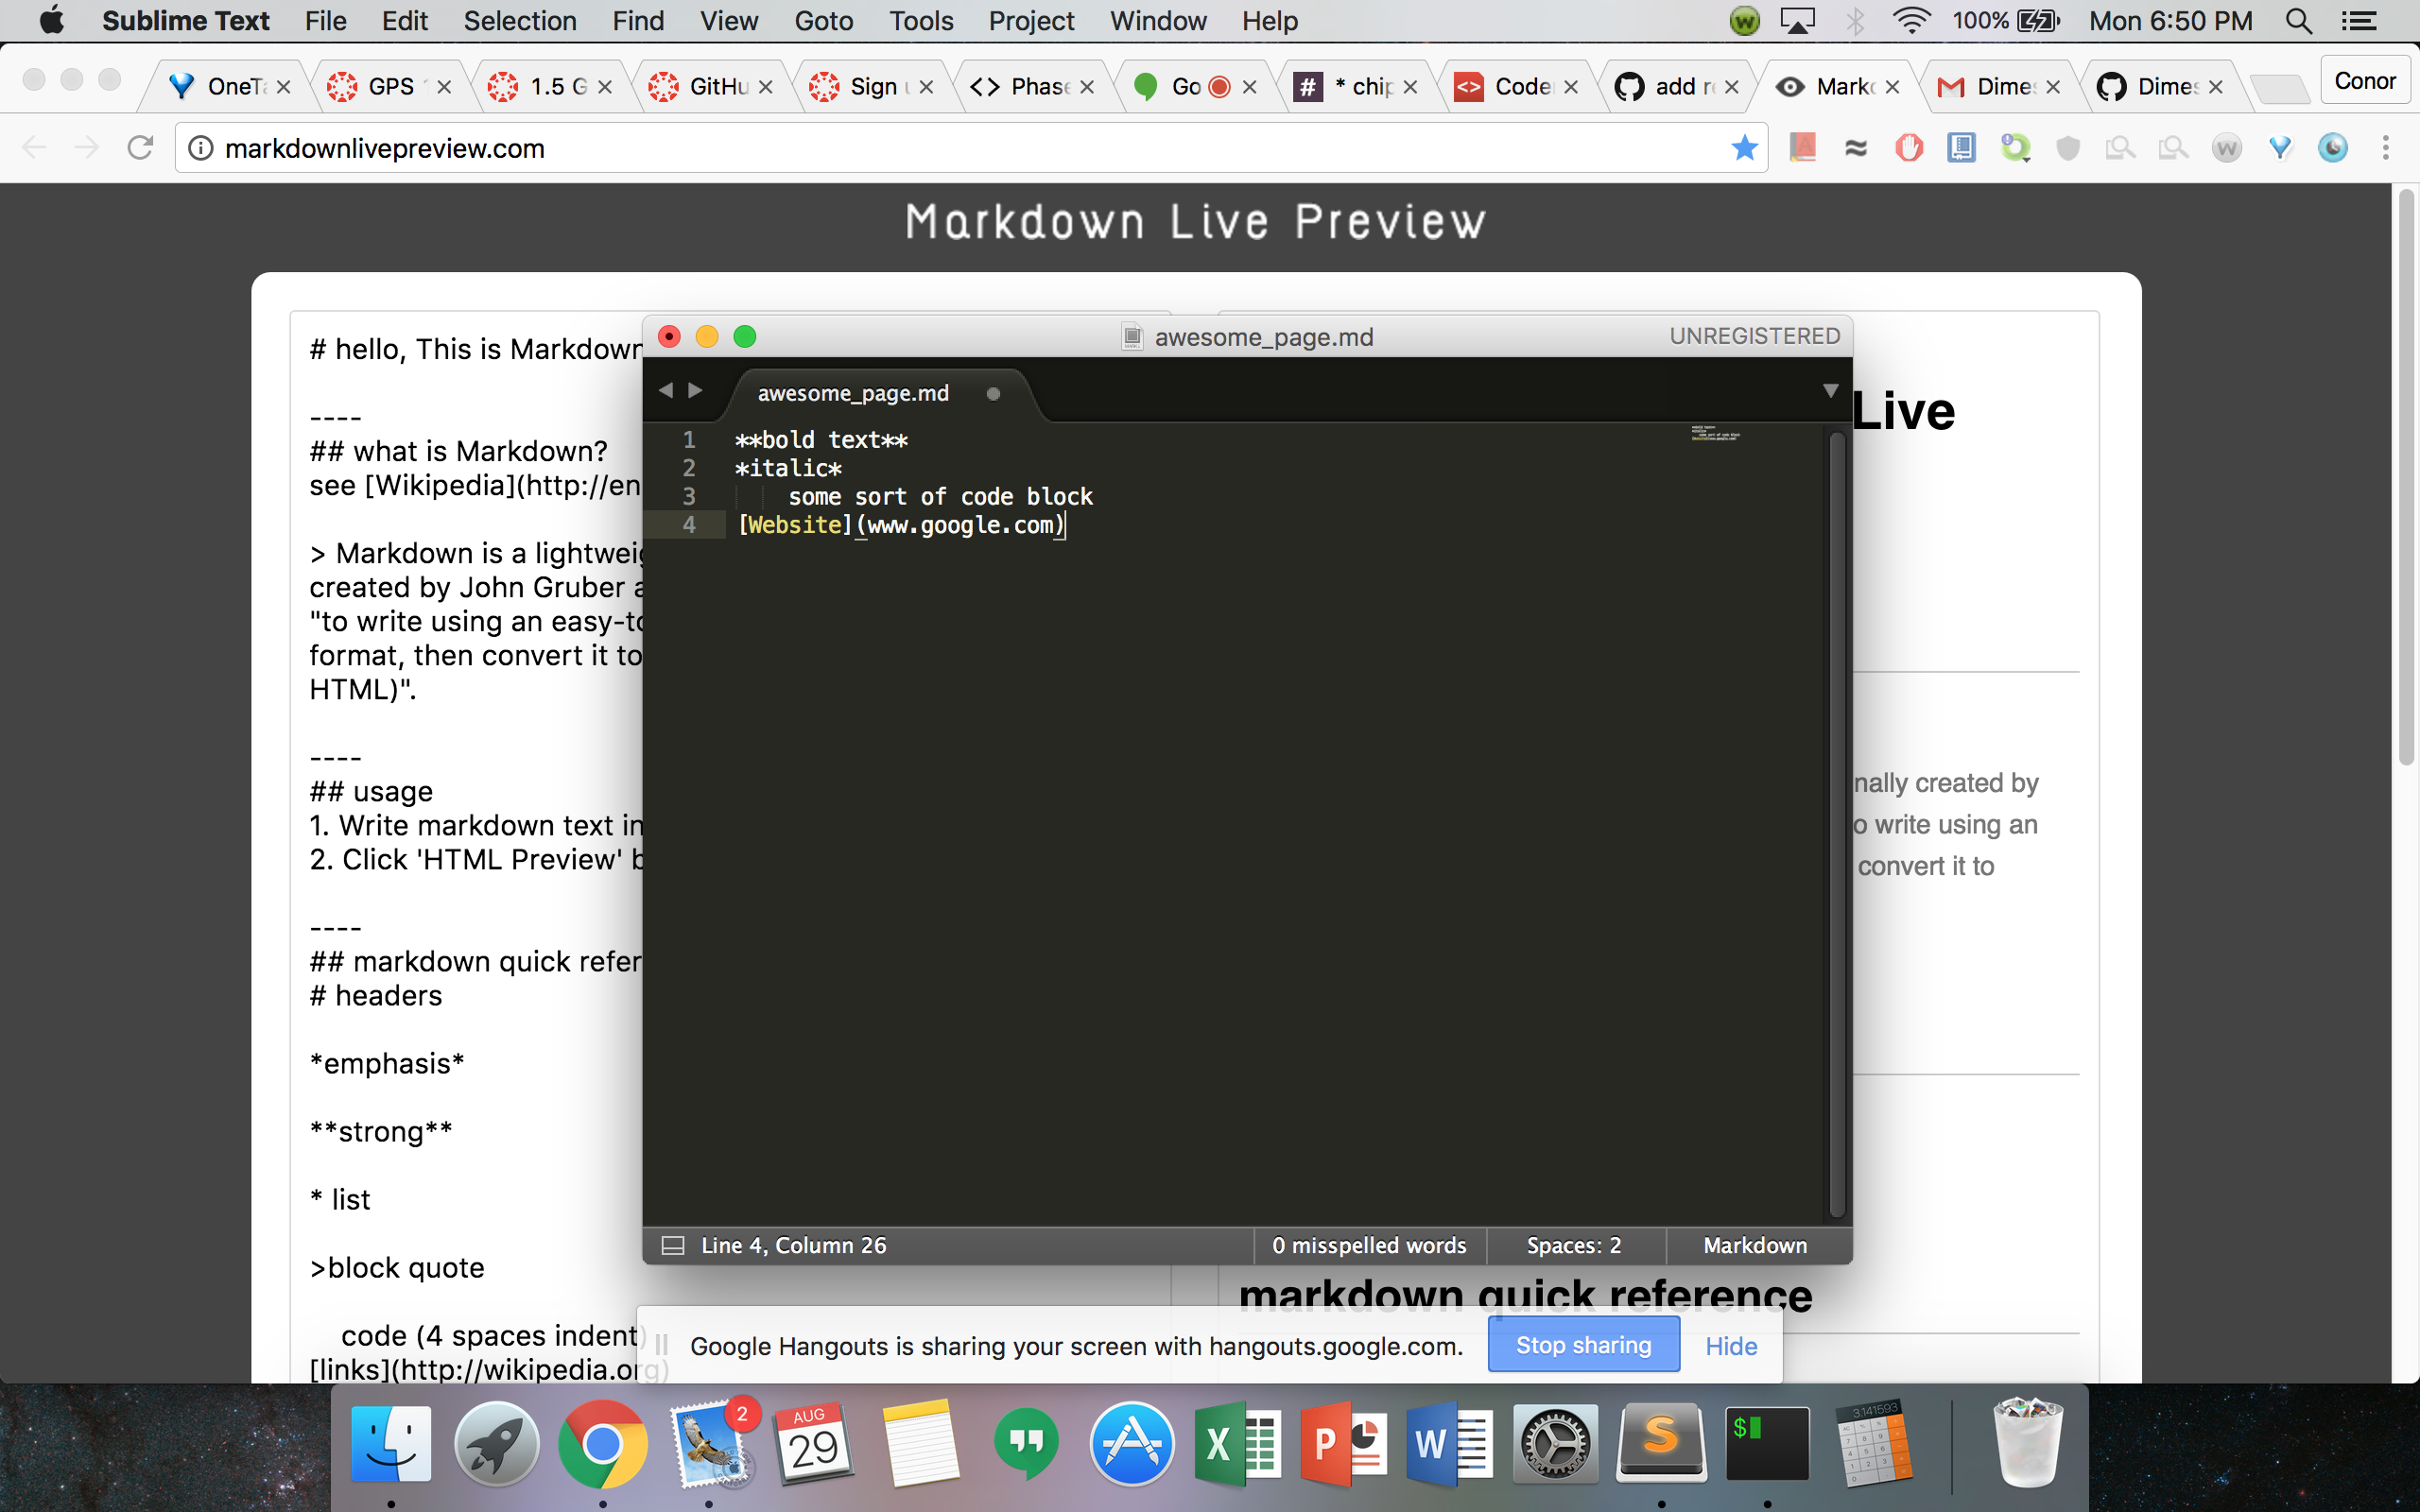 Sublime Text File Edit Selection Find View Goto Tools Project Window Help 100% Mon 6:50 PM
OneTa GPS 1.5 G GitHu Sign u Phase Go # * chip Code add r Markd Dimes Dimes Conor
markdownlivepreview.com
Markdown Live Preview
# hello, This is Markdown
----
## what is Markdown?
see [Wikipedia](http://en
> Markdown is a lightweig
created by John Gruber a
"to write using an easy-to
format, then convert it to
HTML)".
----
## usage
1. Write markdown text in
2. Click 'HTML Preview' b
----
## markdown quick refer
# headers
*emphasis*
**strong**
* list
>block quote
    code (4 spaces indent)
[links](http://wikipedia.org)
awesome_page.md UNREGISTERED
awesome_page.md
1 **bold text**
2 *italic*
3     some sort of code block
4 [Website](www.google.com)
Line 4, Column 26 0 misspelled words Spaces: 2 Markdown
Live
nally created by
o write using an
convert it to
markdown quick reference
Google Hangouts is sharing your screen with hangouts.google.com. Stop sharing Hide
2
AUG
29
X
P
W
S
$
3.141593